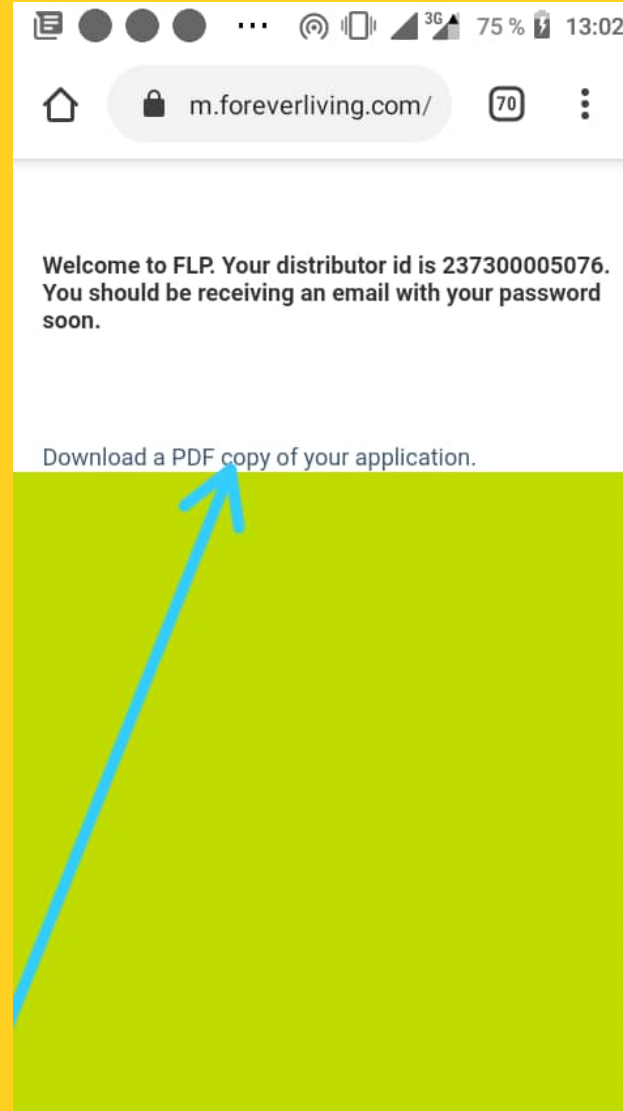 3G 75 % 13:02
m.foreverliving.com/ 70
Welcome to FLP. Your distributor id is 237300005076.
You should be receiving an email with your password
soon.
Download a PDF copy of your application.